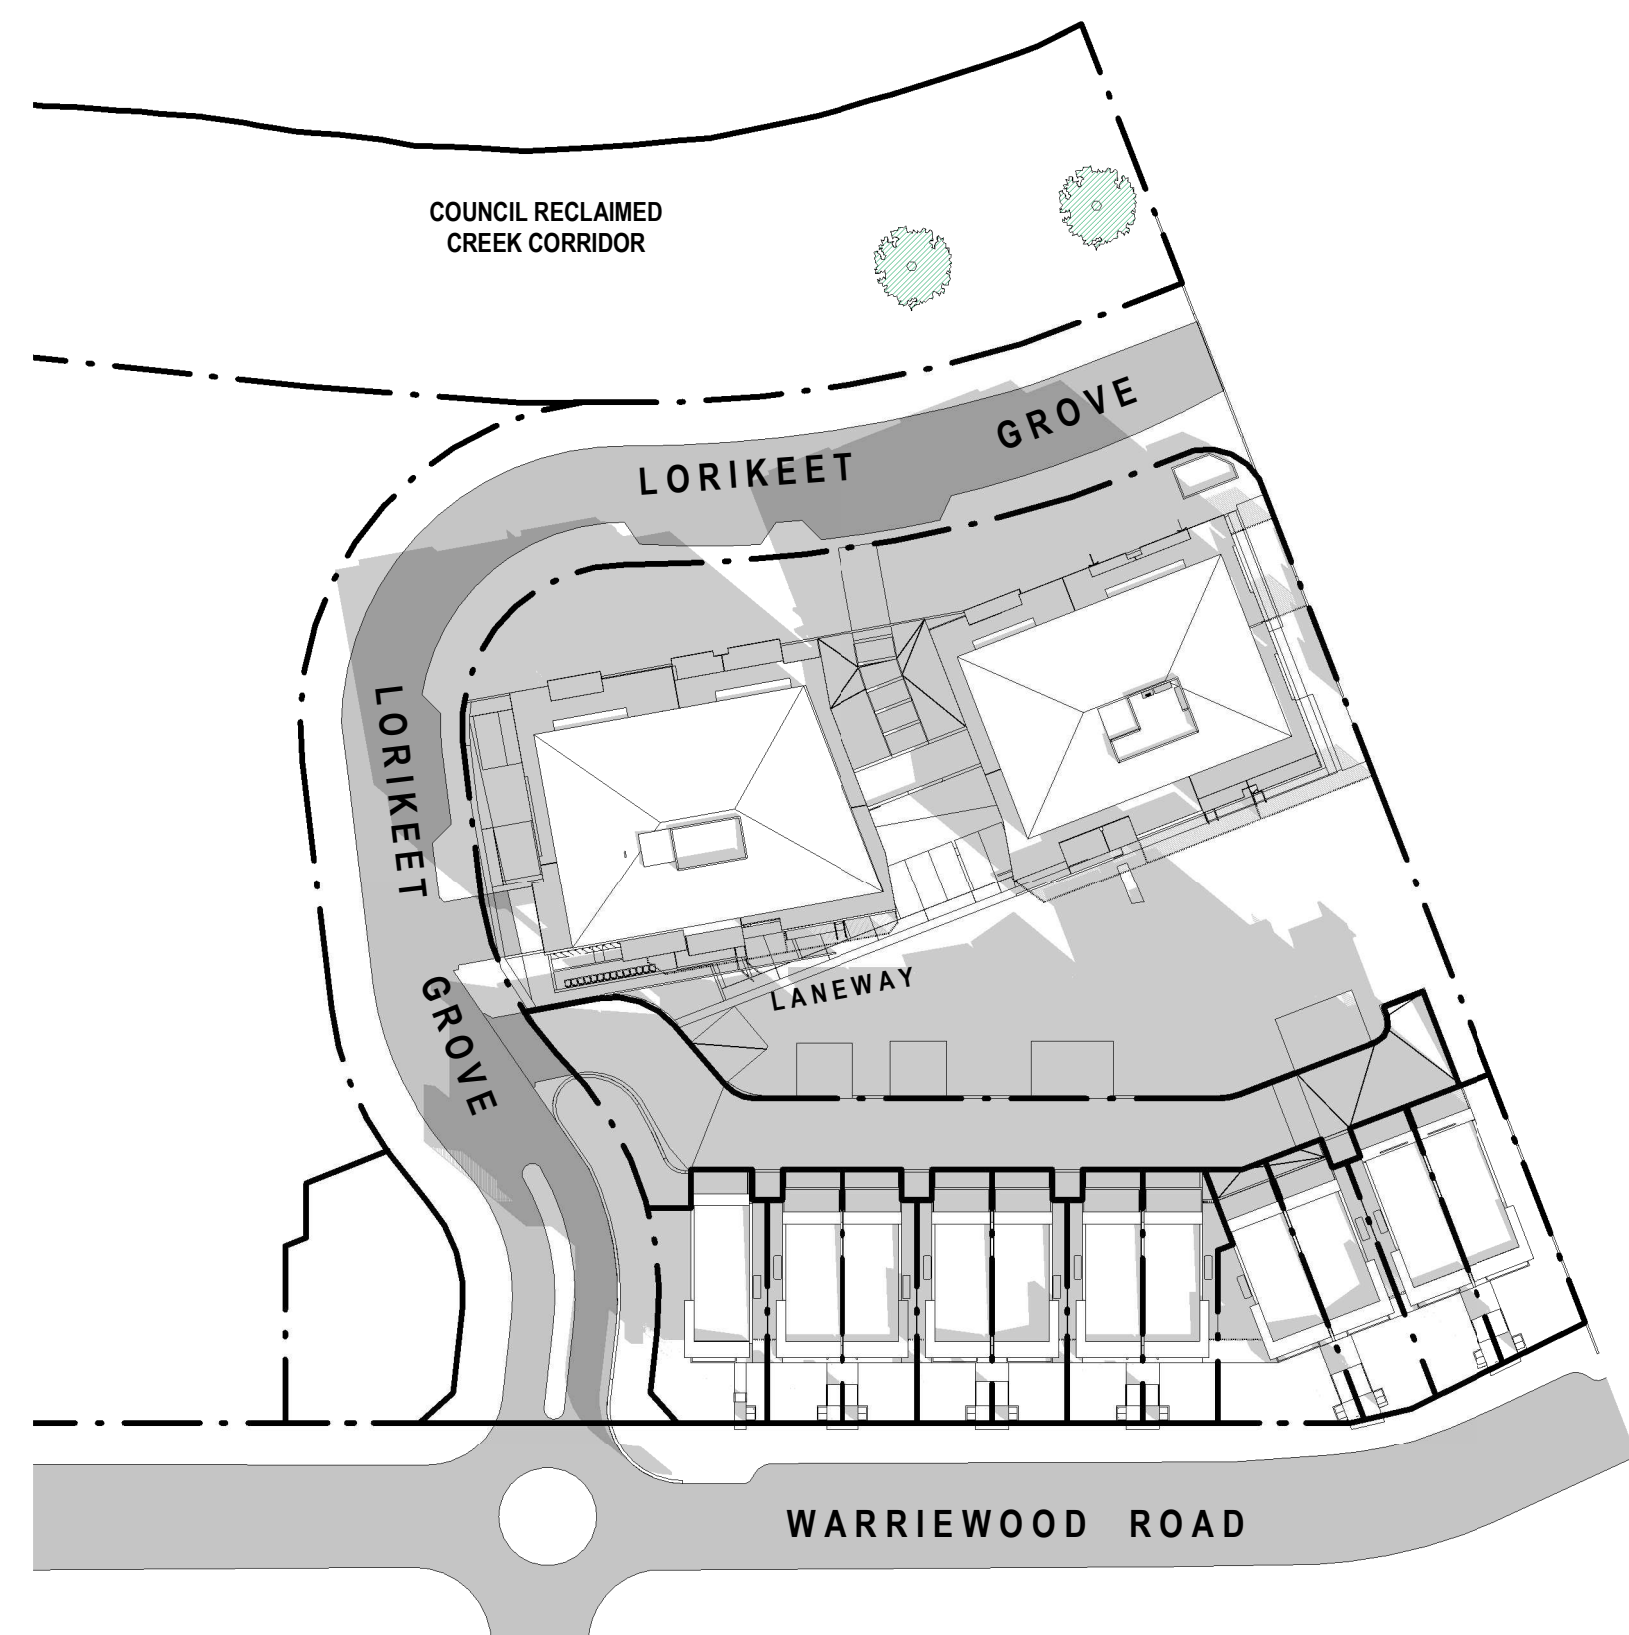 COUNCIL RECLAIMED
CREEK CORRIDOR
LORIKEET GROVE
LORIKEET GROVE
LANEWAY
WARRIEWOOD ROAD